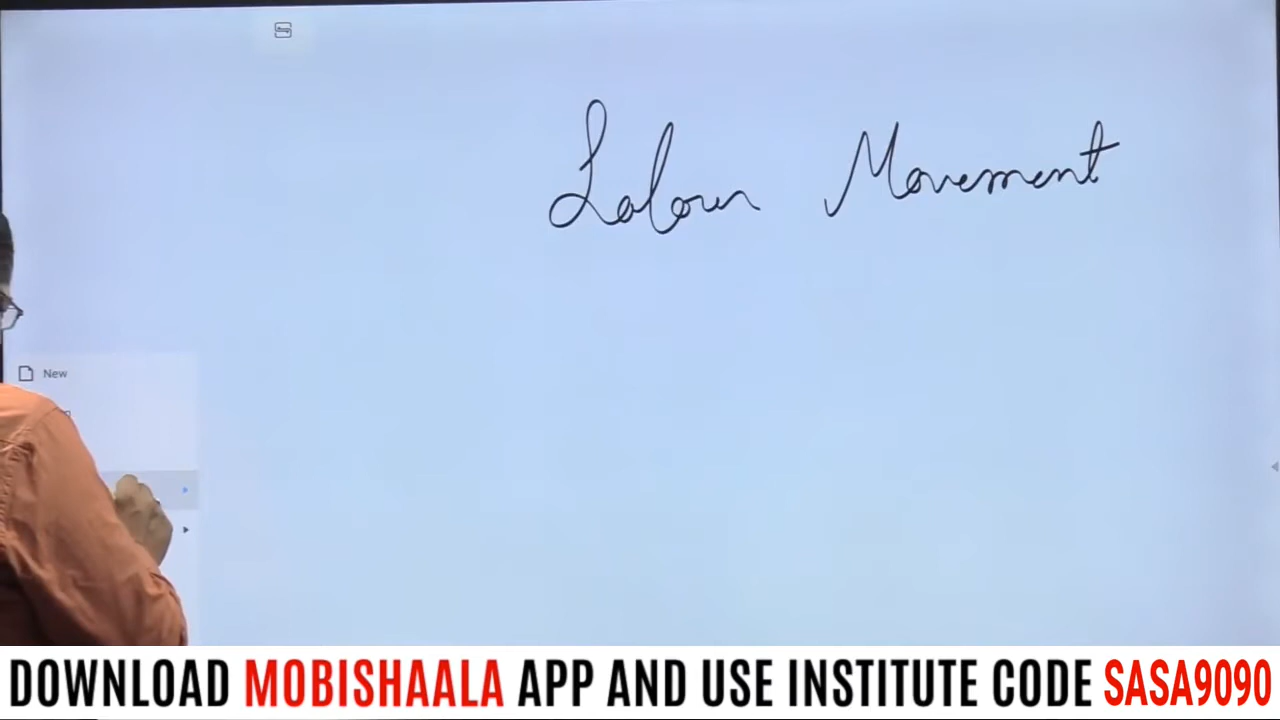 Labour Movement
New
DOWNLOAD MOBISHAALA APP AND USE INSTITUTE CODE SASA9090